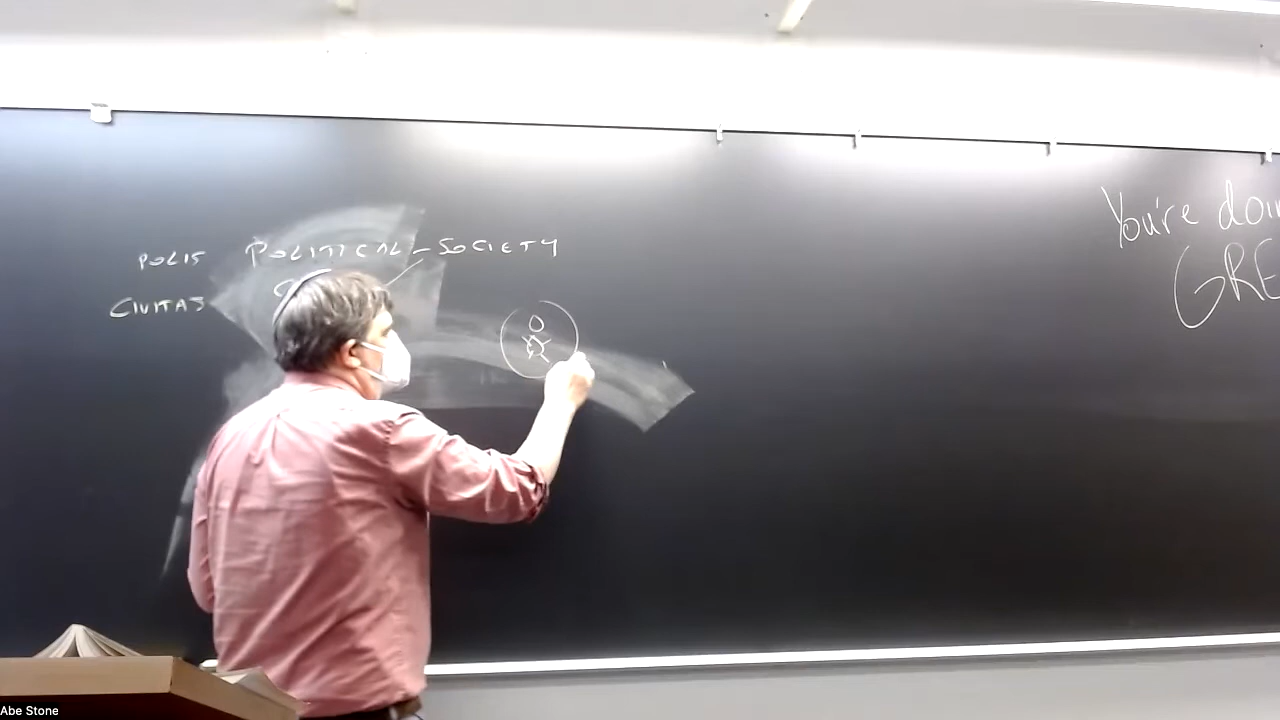 POLIS POLITICAL-SOCIETY
CIVITAS
You're doin
GRE
Abe Stone